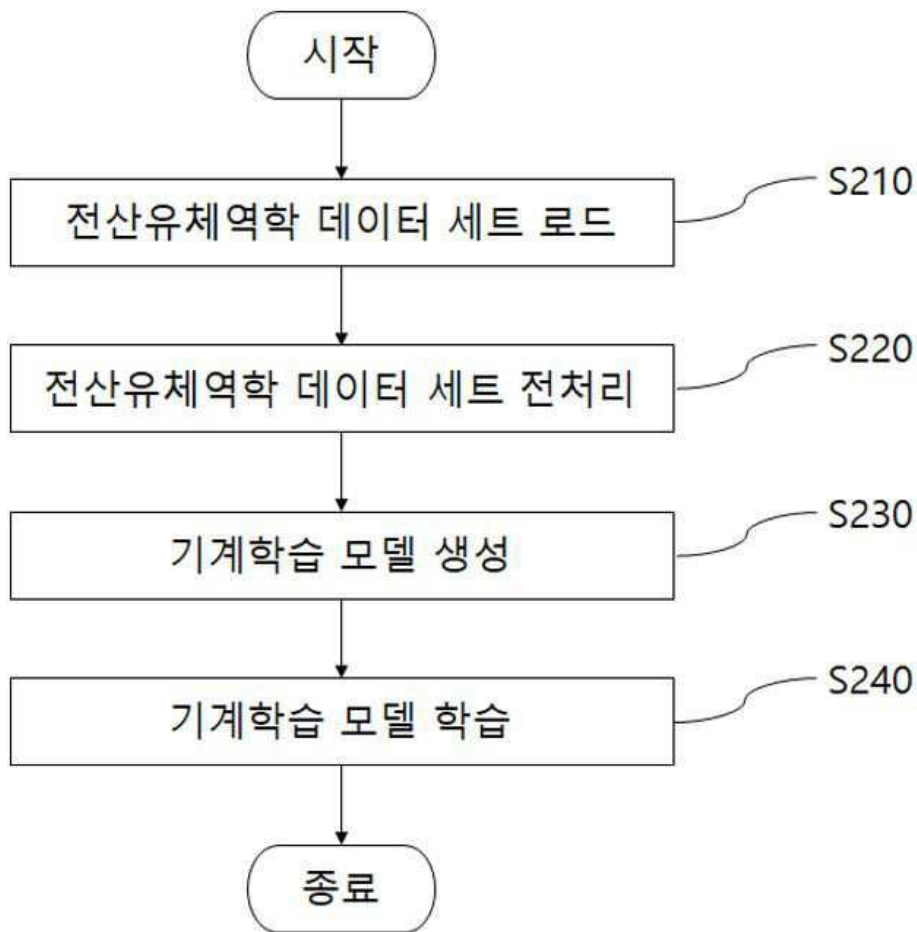 시작
전산유체역학 데이터 세트 로드
S210
전산유체역학 데이터 세트 전처리
S220
기계학습 모델 생성
S230
기계학습 모델 학습
S240
종료